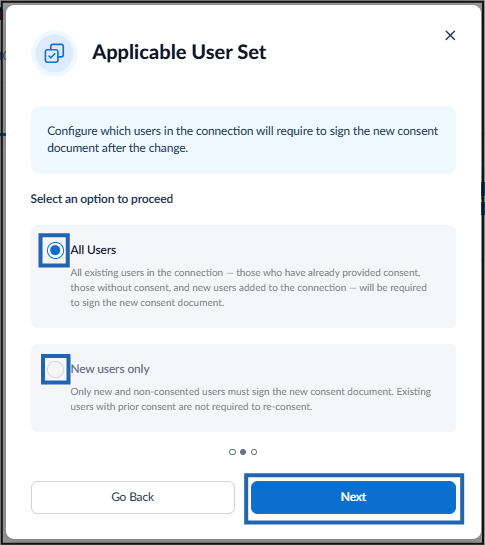 Applicable User Set
Configure which users in the connection will require to sign the new consent
document after the change.
Select an option to proceed
All Users
All existing users in the connection — those who have already provided consent,
those without consent, and new users added to the connection — will be required
to sign the new consent document.
New users only
Only new and non-consented users must sign the new consent document. Existing
users with prior consent are not required to re-consent.
Go Back
Next